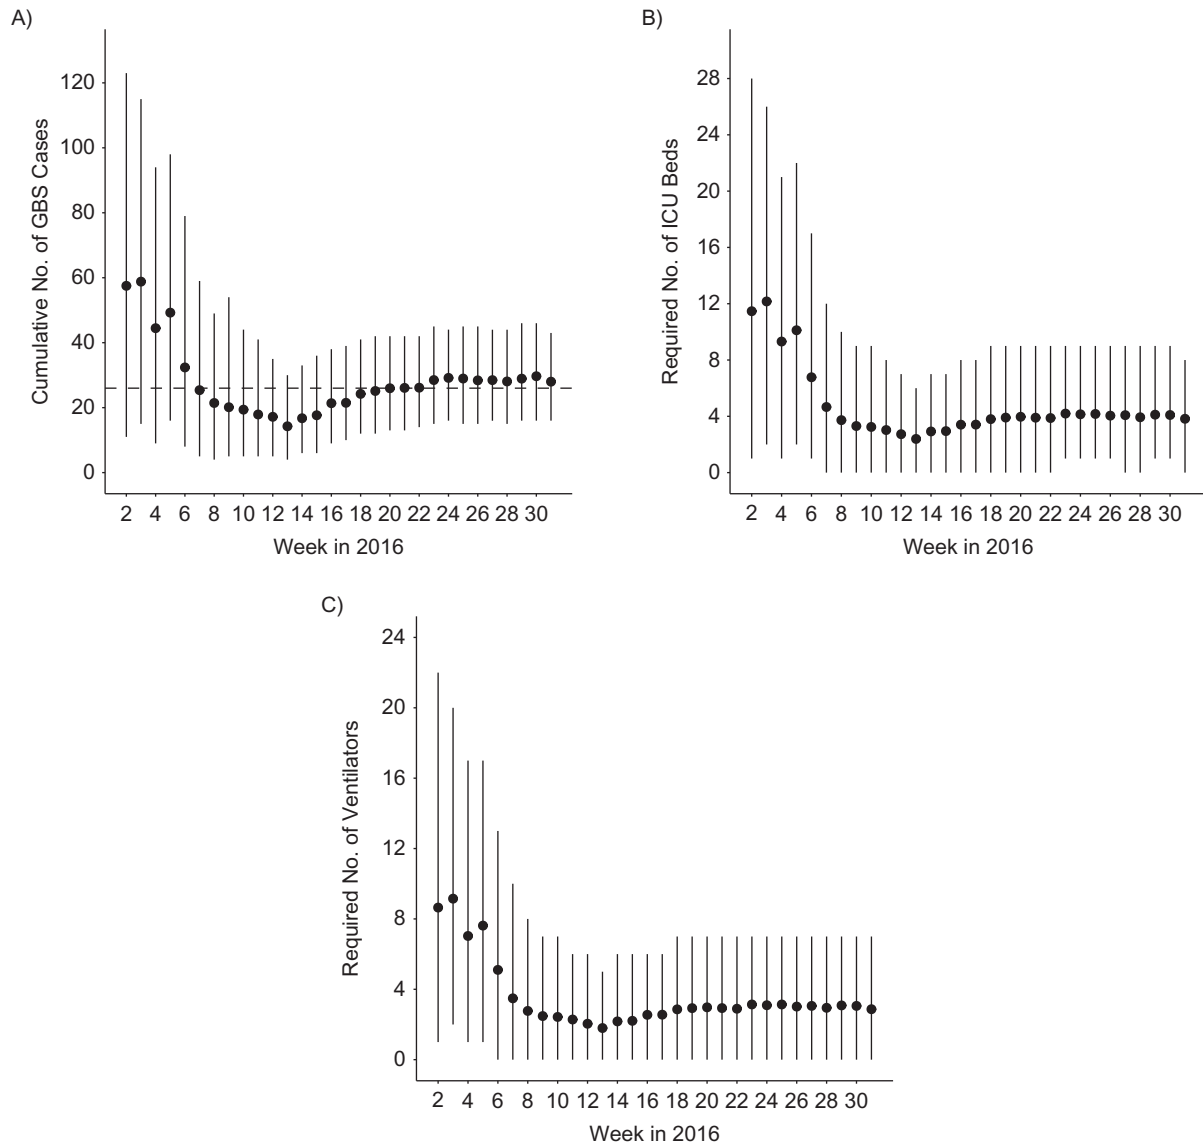 A)
Cumulative No. of GBS Cases
120
100
80
60
40
20
0
2 4 6 8 10 12 14 16 18 20 22 24 26 28 30
Week in 2016
B)
Required No. of ICU Beds
28
24
20
16
12
8
4
0
2 4 6 8 10 12 14 16 18 20 22 24 26 28 30
Week in 2016
C)
Required No. of Ventilators
24
20
16
12
8
4
0
2 4 6 8 10 12 14 16 18 20 22 24 26 28 30
Week in 2016